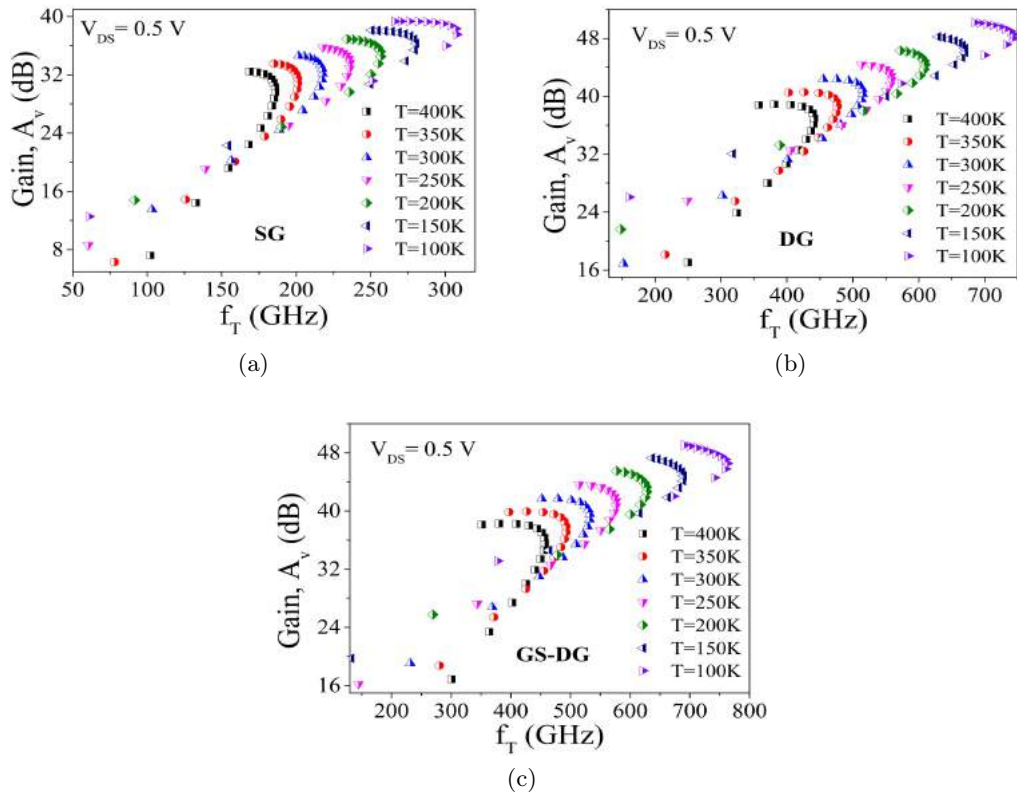 V_DS= 0.5 V
Gain, A_v (dB)
40
32
24
16
8
T=400K
T=350K
T=300K
T=250K
T=200K
T=150K
T=100K
SG
50 100 150 200 250 300
f_T (GHz)
(a)
V_DS= 0.5 V
Gain, A_v (dB)
48
40
32
24
16
T=400K
T=350K
T=300K
T=250K
T=200K
T=150K
T=100K
DG
200 300 400 500 600 700
f_T (GHz)
(b)
V_DS= 0.5 V
Gain, A_v (dB)
48
40
32
24
16
T=400K
T=350K
T=300K
T=250K
T=200K
T=150K
T=100K
GS-DG
200 300 400 500 600 700 800
f_T (GHz)
(c)